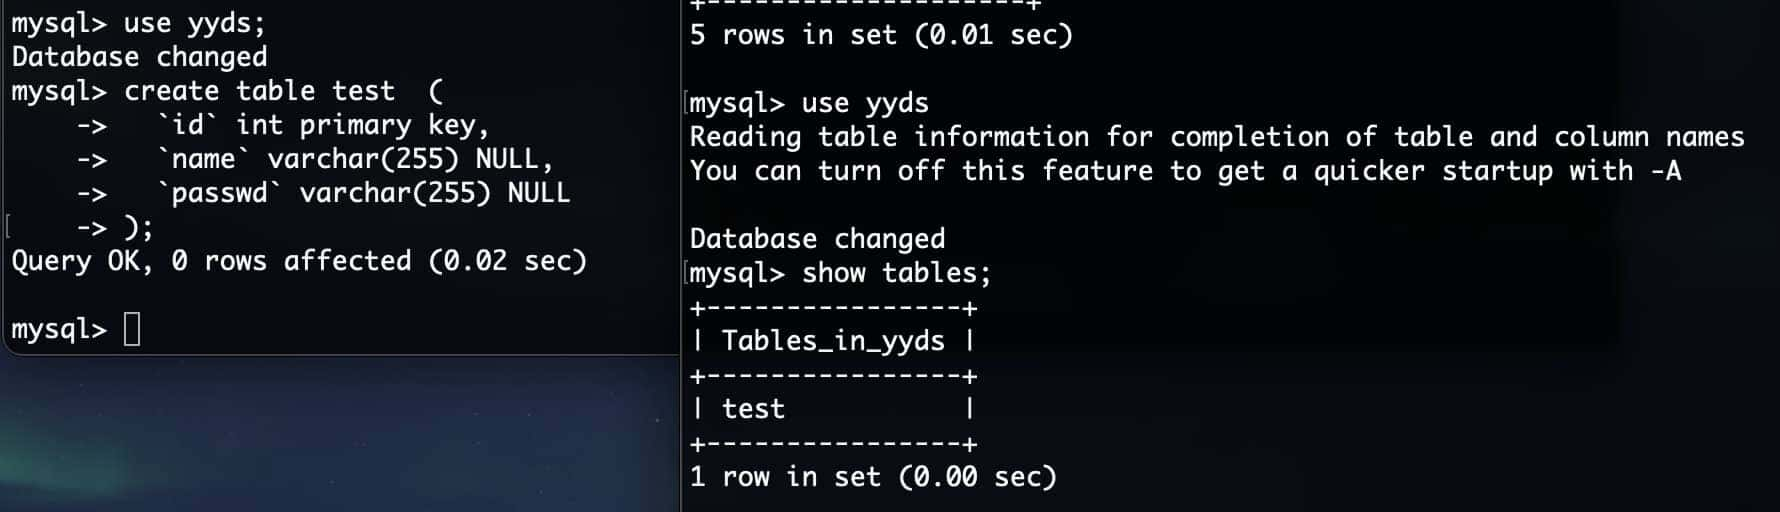 mysql> use yyds;
Database changed
mysql> create table test  (
    ->   `id` int primary key,
    ->   `name` varchar(255) NULL,
    ->   `passwd` varchar(255) NULL
[    -> );
Query OK, 0 rows affected (0.02 sec)
mysql>
+--------------------+
5 rows in set (0.01 sec)
[mysql> use yyds
Reading table information for completion of table and column names
You can turn off this feature to get a quicker startup with -A
Database changed
[mysql> show tables;
+----------------+
| Tables_in_yyds |
+----------------+
| test           |
+----------------+
1 row in set (0.00 sec)